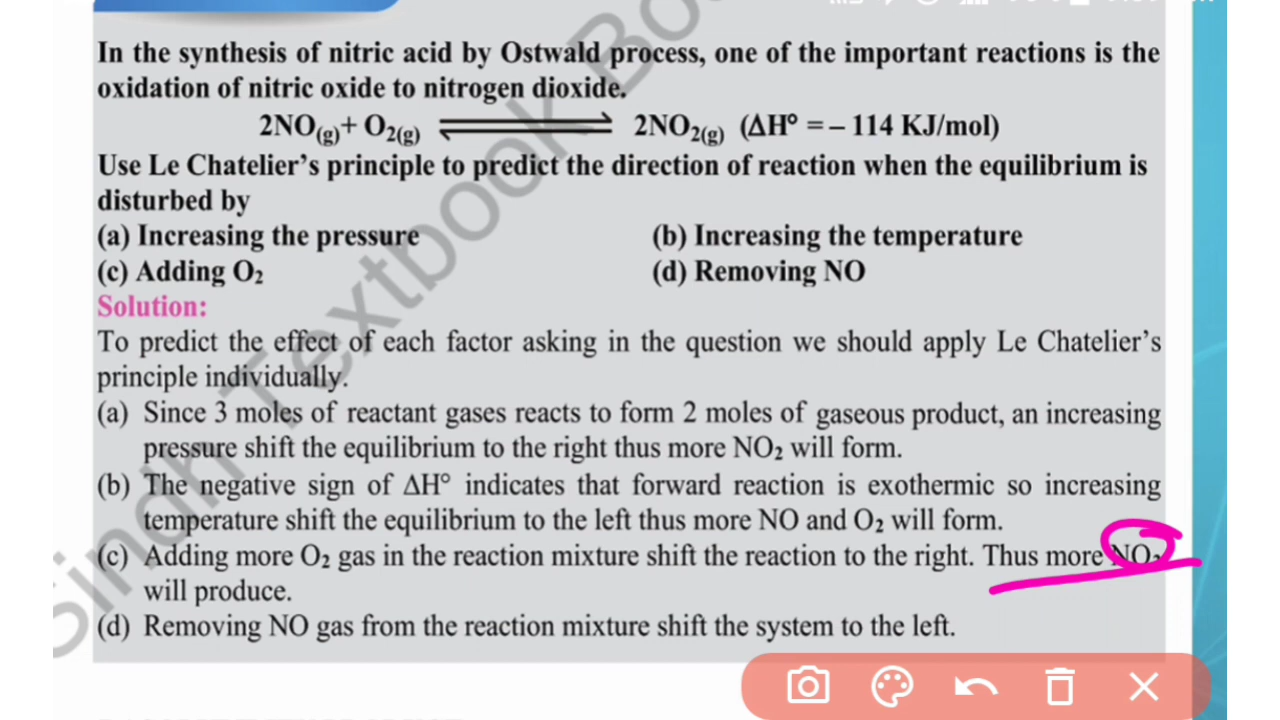 In the synthesis of nitric acid by Ostwald process, one of the important reactions is the
oxidation of nitric oxide to nitrogen dioxide.
2NO(g) + O2(g) ⇌ 2NO2(g) (ΔH° = – 114 KJ/mol)
Use Le Chatelier's principle to predict the direction of reaction when the equilibrium is
disturbed by
(a) Increasing the pressure (b) Increasing the temperature
(c) Adding O2 (d) Removing NO
Solution:
To predict the effect of each factor asking in the question we should apply Le Chatelier's
principle individually.
(a) Since 3 moles of reactant gases reacts to form 2 moles of gaseous product, an increasing
pressure shift the equilibrium to the right thus more NO2 will form.
(b) The negative sign of ΔH° indicates that forward reaction is exothermic so increasing
temperature shift the equilibrium to the left thus more NO and O2 will form.
(c) Adding more O2 gas in the reaction mixture shift the reaction to the right. Thus more NO2
will produce.
(d) Removing NO gas from the reaction mixture shift the system to the left.
Sindh Textbook